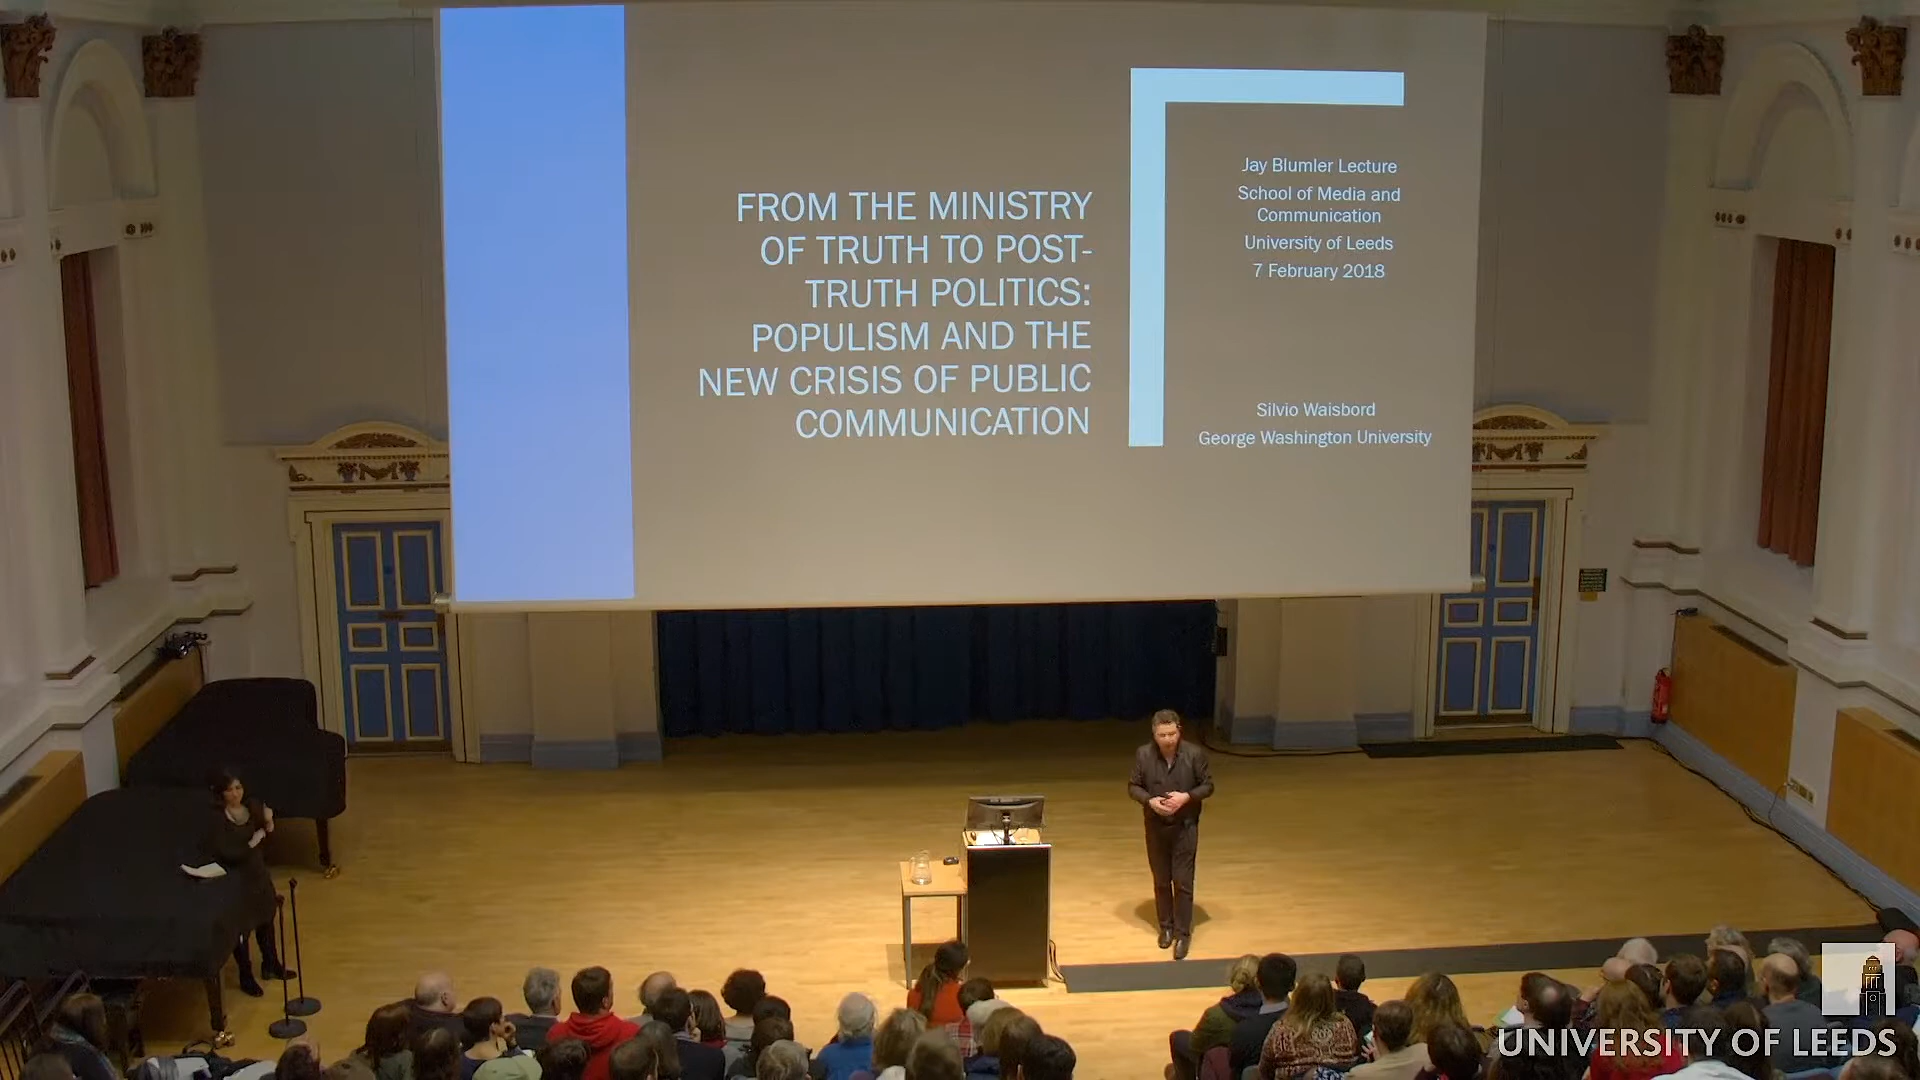 FROM THE MINISTRY
OF TRUTH TO POST-
TRUTH POLITICS:
POPULISM AND THE
NEW CRISIS OF PUBLIC
COMMUNICATION
Jay Blumler Lecture
School of Media and
Communication
University of Leeds
7 February 2018
Silvio Waisbord
George Washington University
UNIVERSITY OF LEEDS